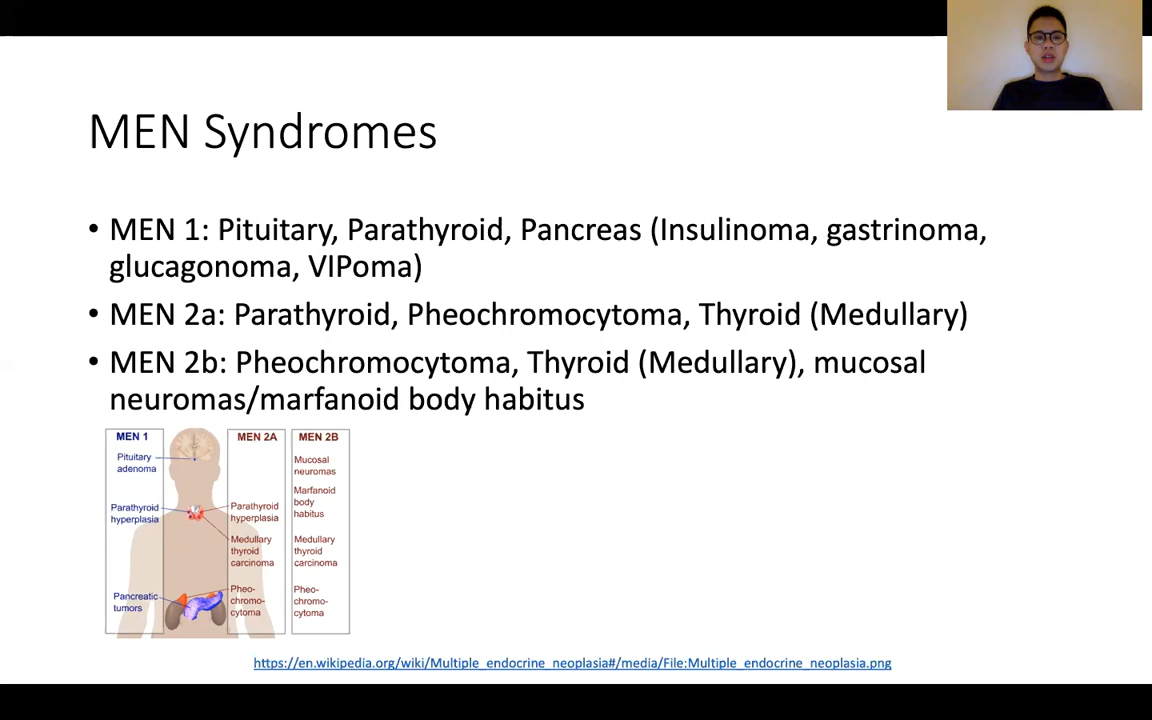 MEN Syndromes
• MEN 1: Pituitary, Parathyroid, Pancreas (Insulinoma, gastrinoma,
glucagonoma, VIPoma)
• MEN 2a: Parathyroid, Pheochromocytoma, Thyroid (Medullary)
• MEN 2b: Pheochromocytoma, Thyroid (Medullary), mucosal
neuromas/marfanoid body habitus
MEN 1
Pituitary
adenoma
Parathyroid
hyperplasia
Pancreatic
tumors
MEN 2A
Parathyroid
hyperplasia
Medullary
thyroid
carcinoma
Pheo-
chromo-
cytoma
MEN 2B
Mucosal
neuromas
Marfanoid
body
habitus
Medullary
thyroid
carcinoma
Pheo-
chromo-
cytoma
https://en.wikipedia.org/wiki/Multiple_endocrine_neoplasia#/media/File:Multiple_endocrine_neoplasia.png